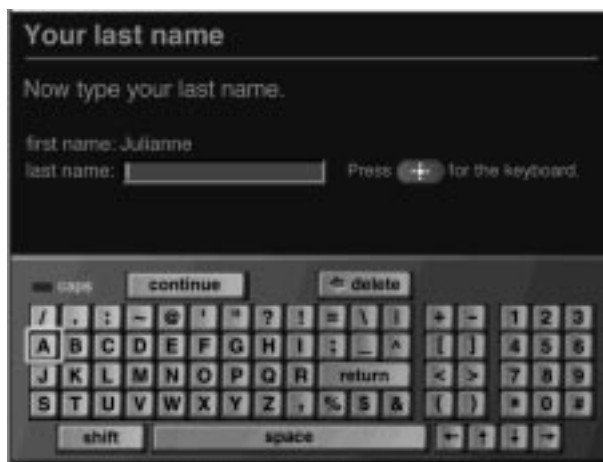 Your last name
Now type your last name.
first name: Julianne
last name: Press + for the keyboard.
caps continue delete
/ . : ~ @ ' " ? ! = \ | + - 1 2 3
A B C D E F G H I ; _ ^ [ ] 4 5 6
J K L M N O P Q R return < > 7 8 9
S T U V W X Y Z , % $ & ( ) * 0 #
shift space ← ↑ ↓ →